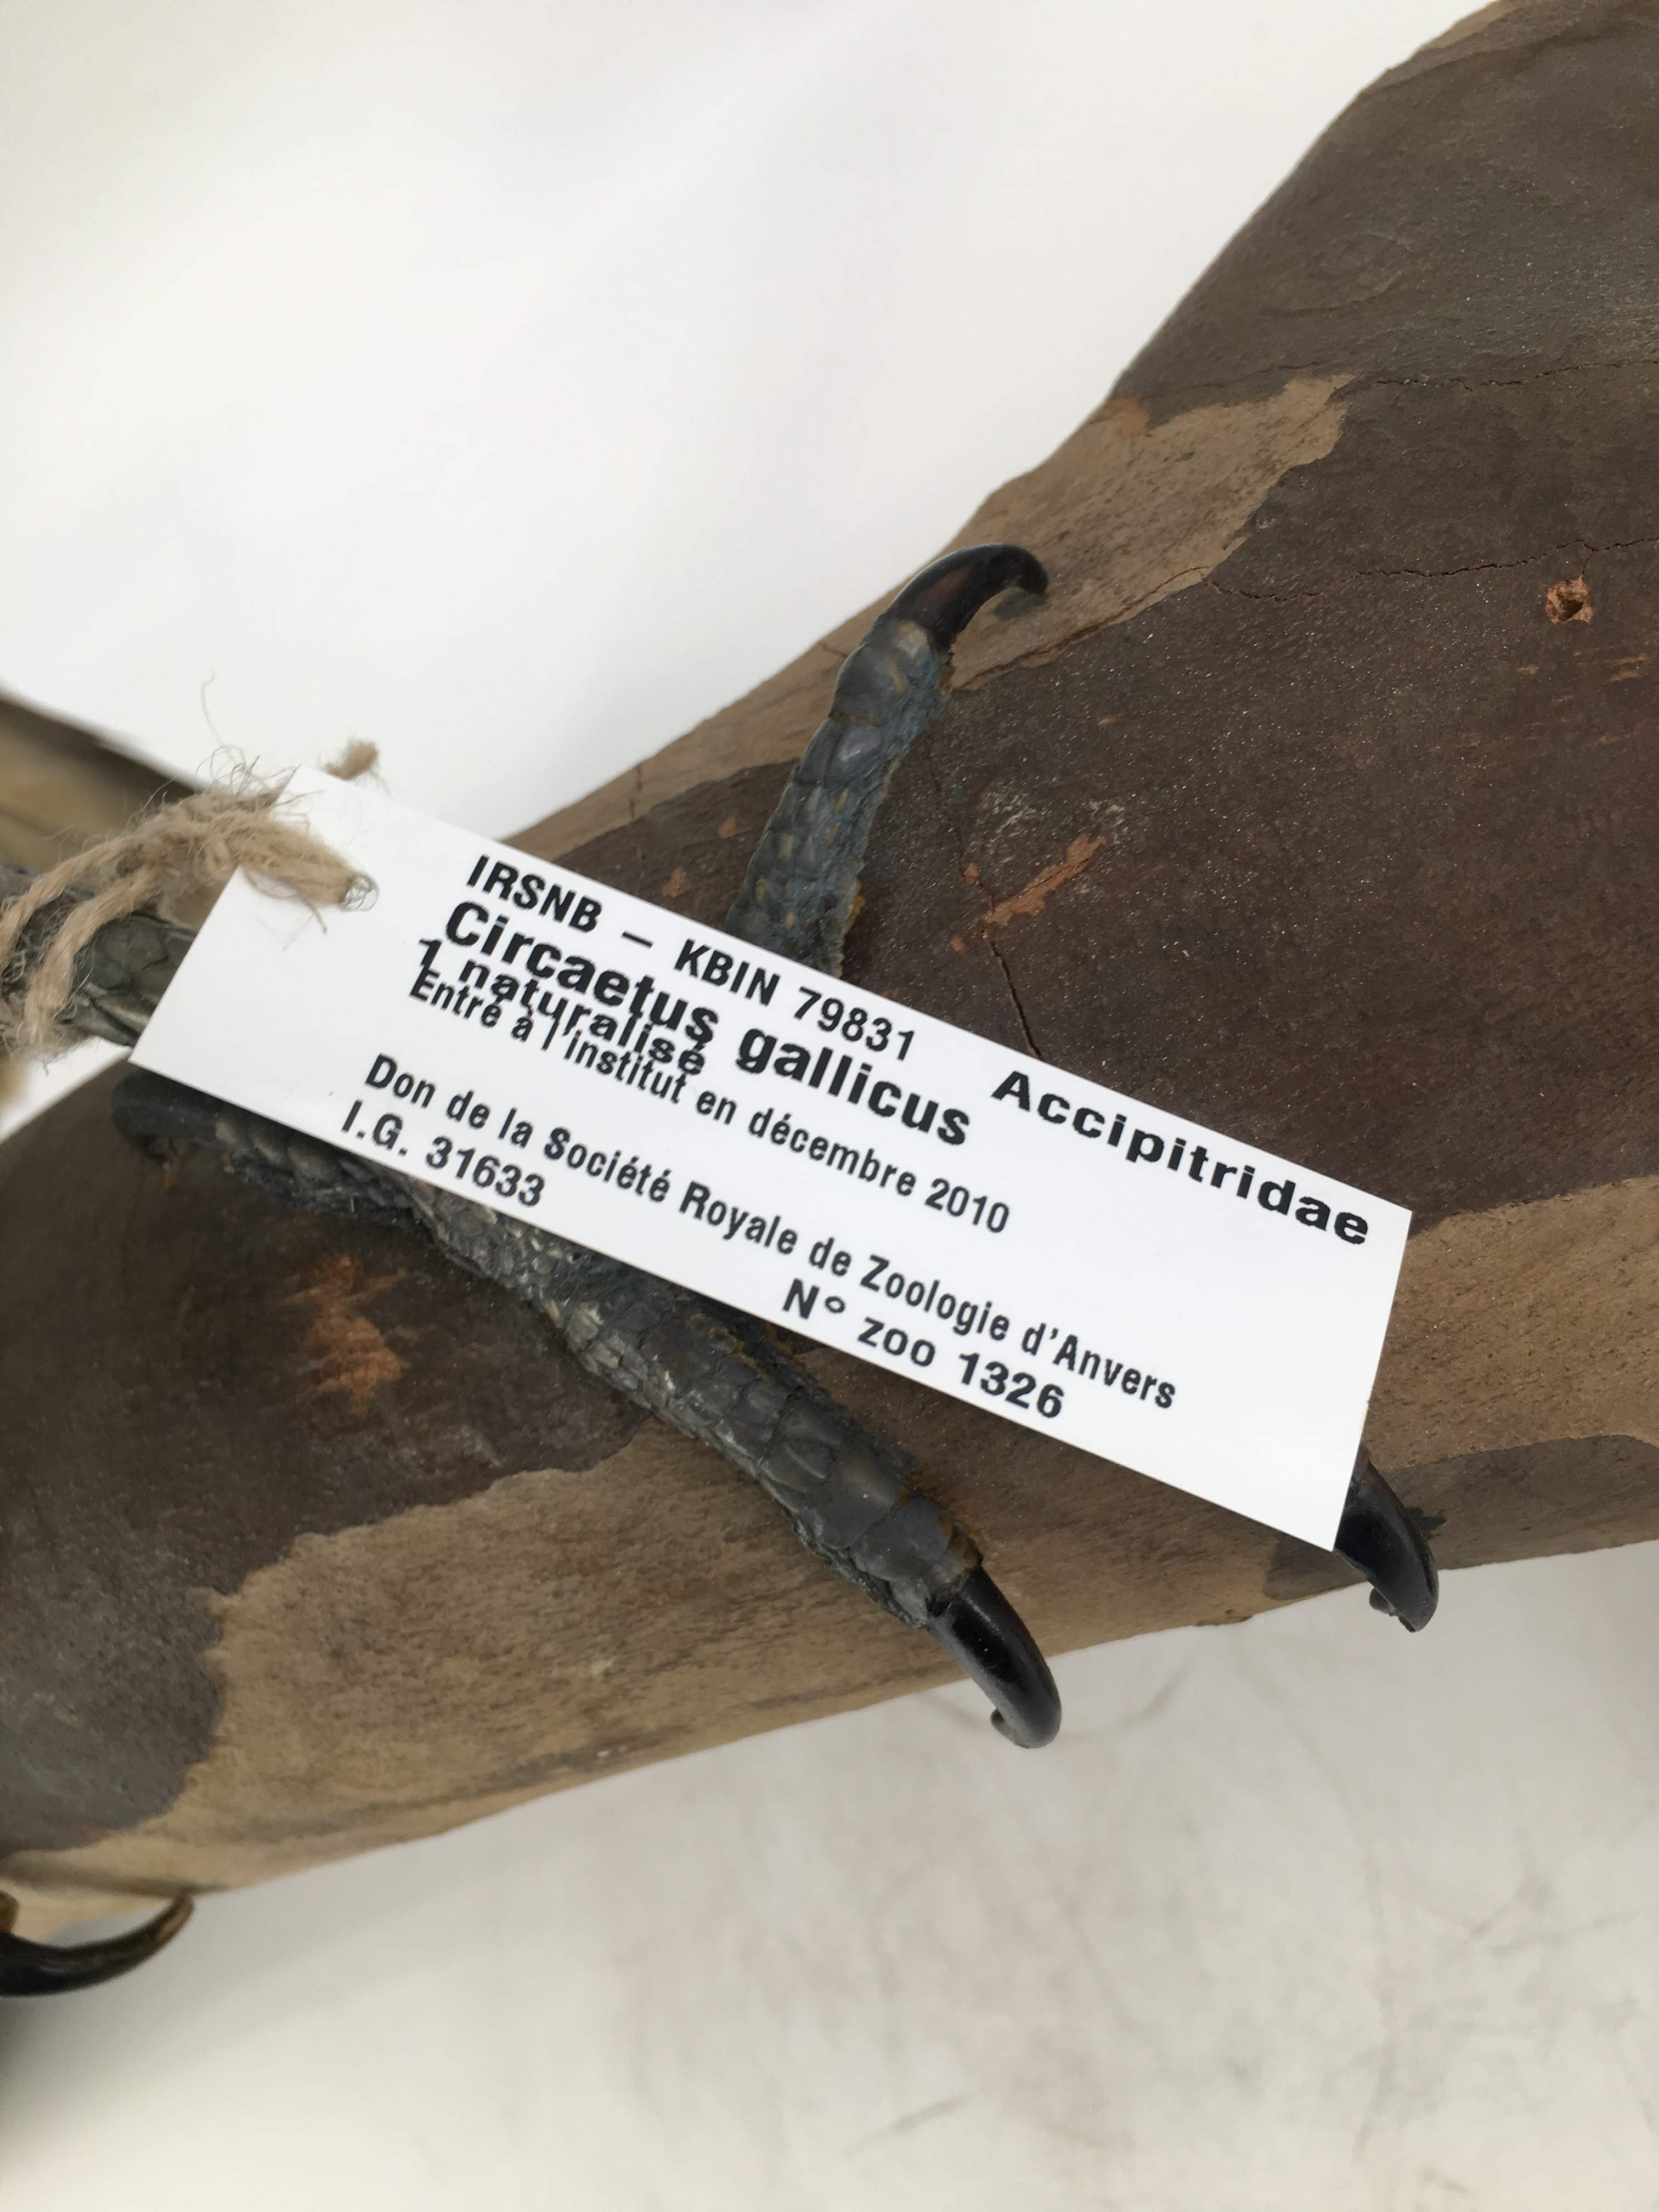 IRSNB – KBIN 79831
Circaetus gallicus Accipitridae
1 naturalisé
Entré à l'institut en décembre 2010
Don de la Société Royale de Zoologie d'Anvers
I.G. 31633 N° zoo 1326